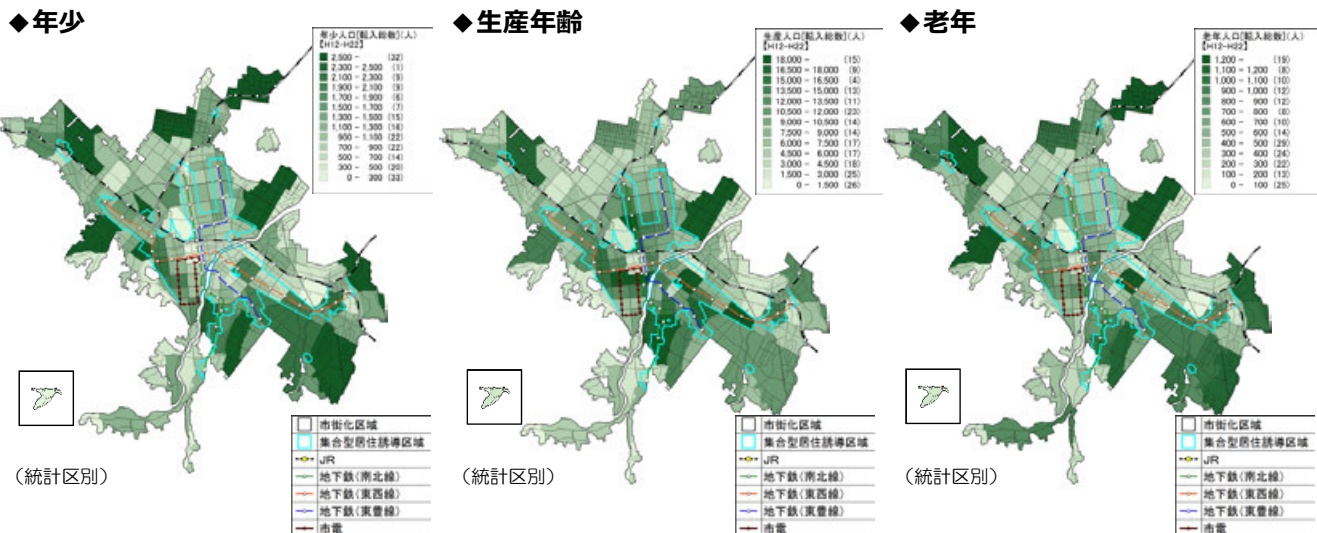 ◆年少
年少人口[転入総数](人)
【H12-H22】
2,500 - (32)
2,300 - 2,500 (1)
2,100 - 2,300 (9)
1,900 - 2,100 (9)
1,700 - 1,900 (6)
1,500 - 1,700 (7)
1,300 - 1,500 (15)
1,100 - 1,300 (16)
900 - 1,100 (22)
700 - 900 (22)
500 - 700 (14)
300 - 500 (20)
0 - 300 (33)
市街化区域
集合型居住誘導区域
JR
地下鉄(南北線)
地下鉄(東西線)
地下鉄(東豊線)
市電
(統計区別)
◆生産年齢
生産人口[転入総数](人)
【H12-H22】
18,000 - (15)
16,500 - 18,000 (9)
15,000 - 16,500 (4)
13,500 - 15,000 (13)
12,000 - 13,500 (11)
10,500 - 12,000 (23)
9,000 - 10,500 (14)
7,500 - 9,000 (14)
6,000 - 7,500 (17)
4,500 - 6,000 (17)
3,000 - 4,500 (18)
1,500 - 3,000 (25)
0 - 1,500 (26)
市街化区域
集合型居住誘導区域
JR
地下鉄(南北線)
地下鉄(東西線)
地下鉄(東豊線)
市電
(統計区別)
◆老年
老年人口[転入総数](人)
【H12-H22】
1,200 - (19)
1,100 - 1,200 (8)
1,000 - 1,100 (10)
900 - 1,000 (12)
800 - 900 (12)
700 - 800 (8)
600 - 700 (10)
500 - 600 (14)
400 - 500 (29)
300 - 400 (24)
200 - 300 (22)
100 - 200 (13)
0 - 100 (25)
市街化区域
集合型居住誘導区域
JR
地下鉄(南北線)
地下鉄(東西線)
地下鉄(東豊線)
市電
(統計区別)